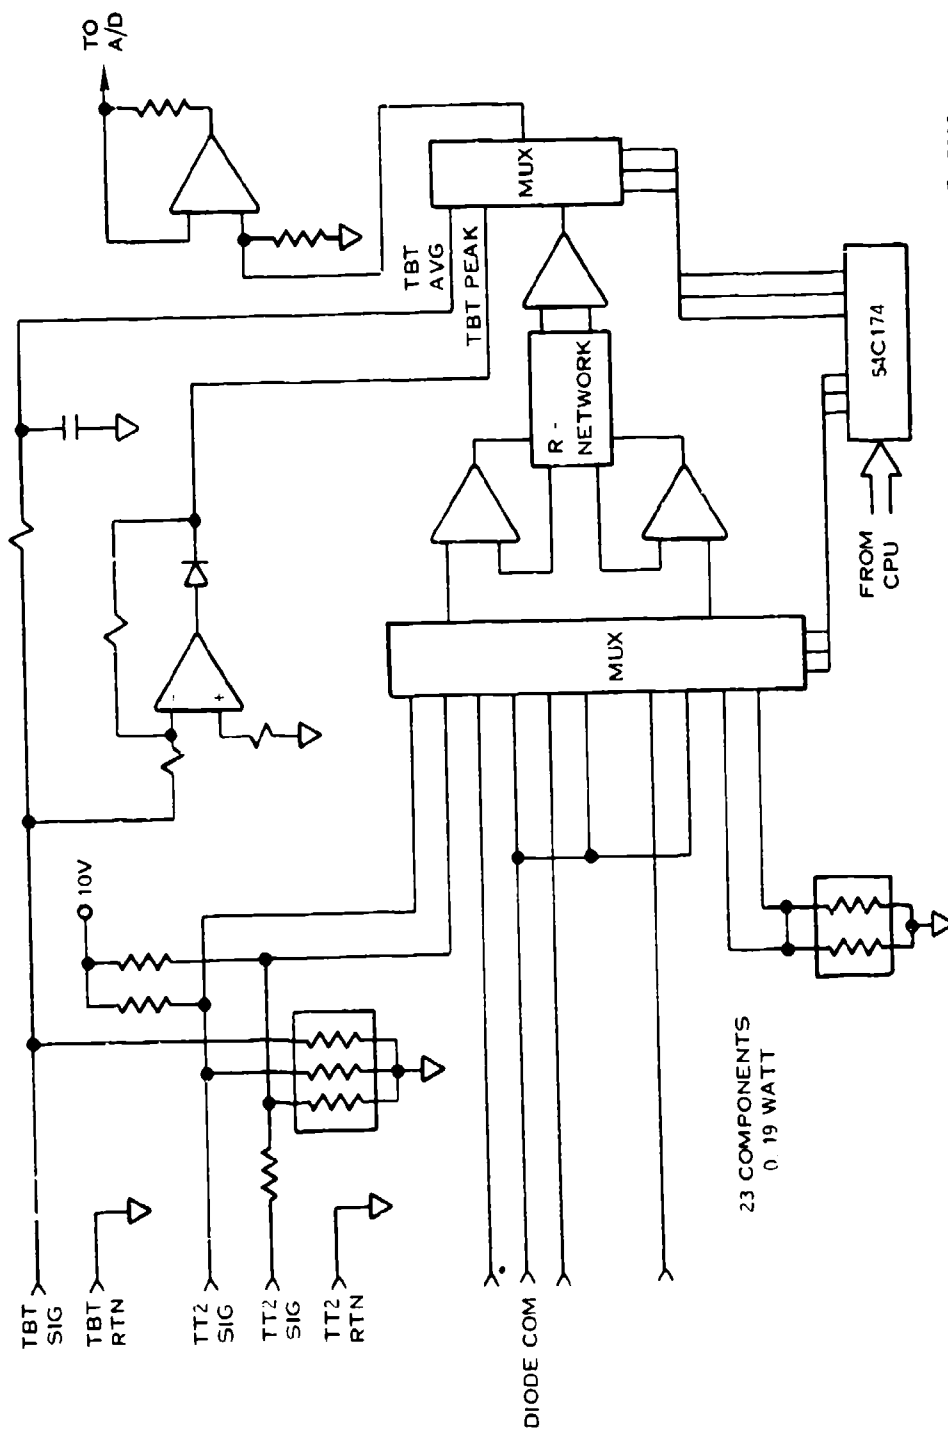 TO
A/D
TBT
AVG
TBT PEAK
MUX
R -
NETWORK
54C174
FROM
CPU
MUX
-
+
10V
TBT
SIG
TBT
RTN
TT2
SIG
TT2
SIG
TT2
RTN
DIODE COM
23 COMPONENTS
0.19 WATT